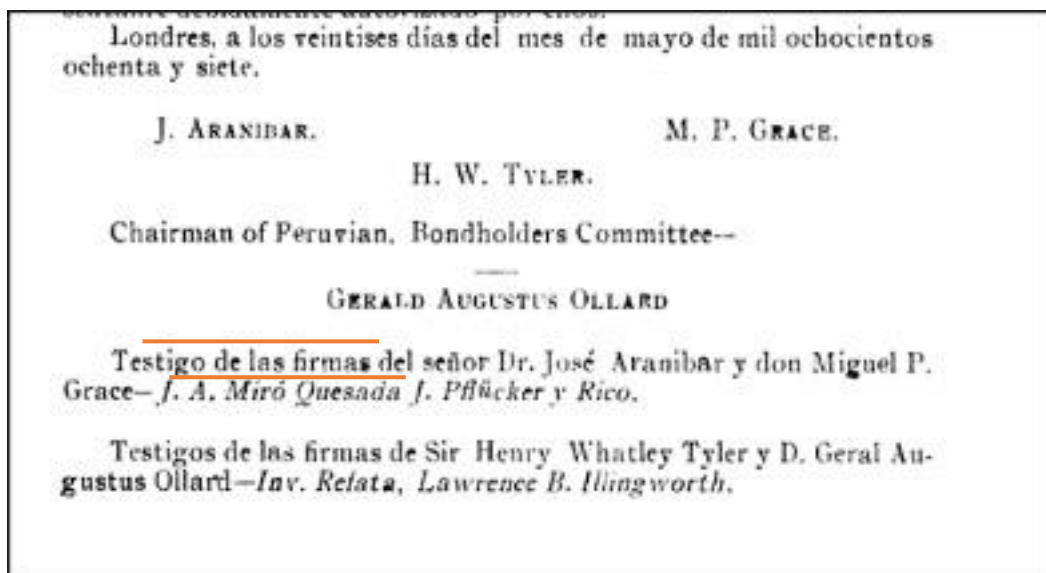 Londres, a los veintises días del mes de mayo de mil ochocientos
ochenta y siete.
J. ARANIBAR. M. P. GRACE.
H. W. TYLER.
Chairman of Peruvian, Bondholders Committee--
GERALD AUGUSTUS OLLARD
Testigo de las firmas del señor Dr. José Aranibar y don Miguel P.
Grace—J. A. Miró Quesada J. Pflücker y Rico.
Testigos de las firmas de Sir Henry Whatley Tyler y D. Geral Au-
gustus Ollard—Inv. Refata, Lawrence B. Illingworth.